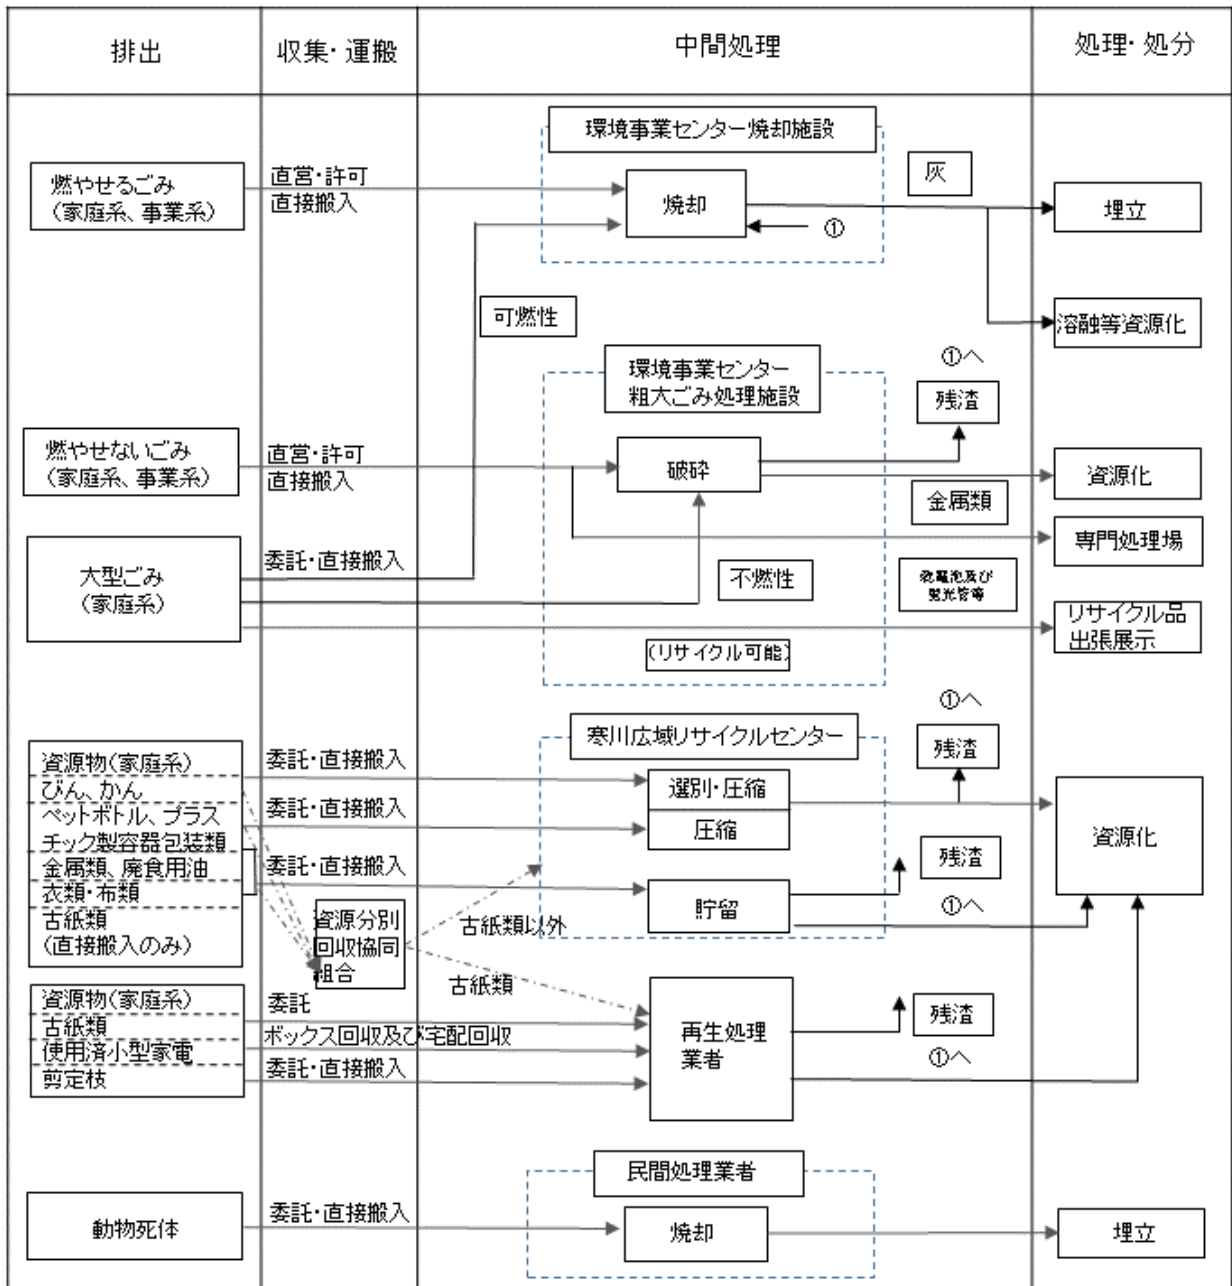 排出
収集・運搬
中間処理
処理・処分
環境事業センター焼却施設
燃やせるごみ
(家庭系、事業系)
直営・許可
直接搬入
焼却
①
灰
埋立
可燃性
溶融等資源化
環境事業センター
粗大ごみ処理施設
①へ
残渣
燃やせないごみ
(家庭系、事業系)
直営・許可
直接搬入
破砕
金属類
資源化
専門処理場
大型ごみ
(家庭系)
委託・直接搬入
不燃性
乾電池及び
蛍光管等
リサイクル品
出張展示
(リサイクル可能)
①へ
寒川広域リサイクルセンター
残渣
資源物(家庭系)
びん、かん
ペットボトル、プラス
チック製容器包装類
金属類、廃食用油
衣類・布類
古紙類
(直接搬入のみ)
委託・直接搬入
委託・直接搬入
委託・直接搬入
選別・圧縮
圧縮
貯留
残渣
①へ
資源化
資源分別
回収協同
組合
古紙類以外
古紙類
資源物(家庭系)
古紙類
使用済小型家電
剪定枝
委託
ボックス回収及び宅配回収
委託・直接搬入
再生処理
業者
残渣
①へ
民間処理業者
動物死体
委託・直接搬入
焼却
埋立